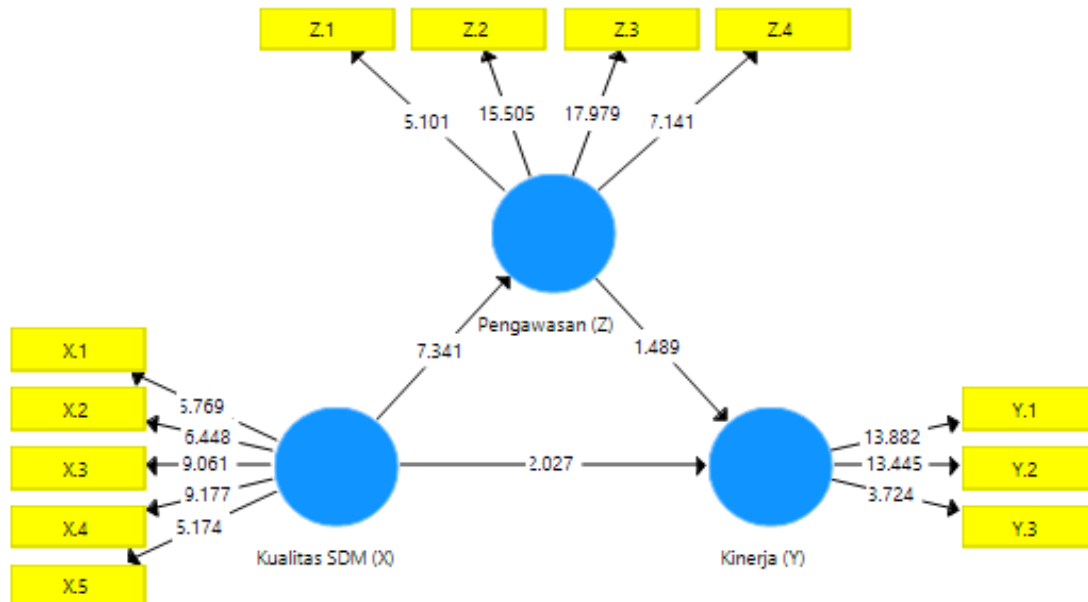 Z.1
Z.2
Z.3
Z.4
5.101
15.505
17.979
7.141
Pengawasan (Z)
7.341
1.489
X.1
X.2
X.3
X.4
X.5
5.769
6.448
9.061
9.177
5.174
Kualitas SDM (X)
2.027
Kinerja (Y)
13.882
13.445
3.724
Y.1
Y.2
Y.3